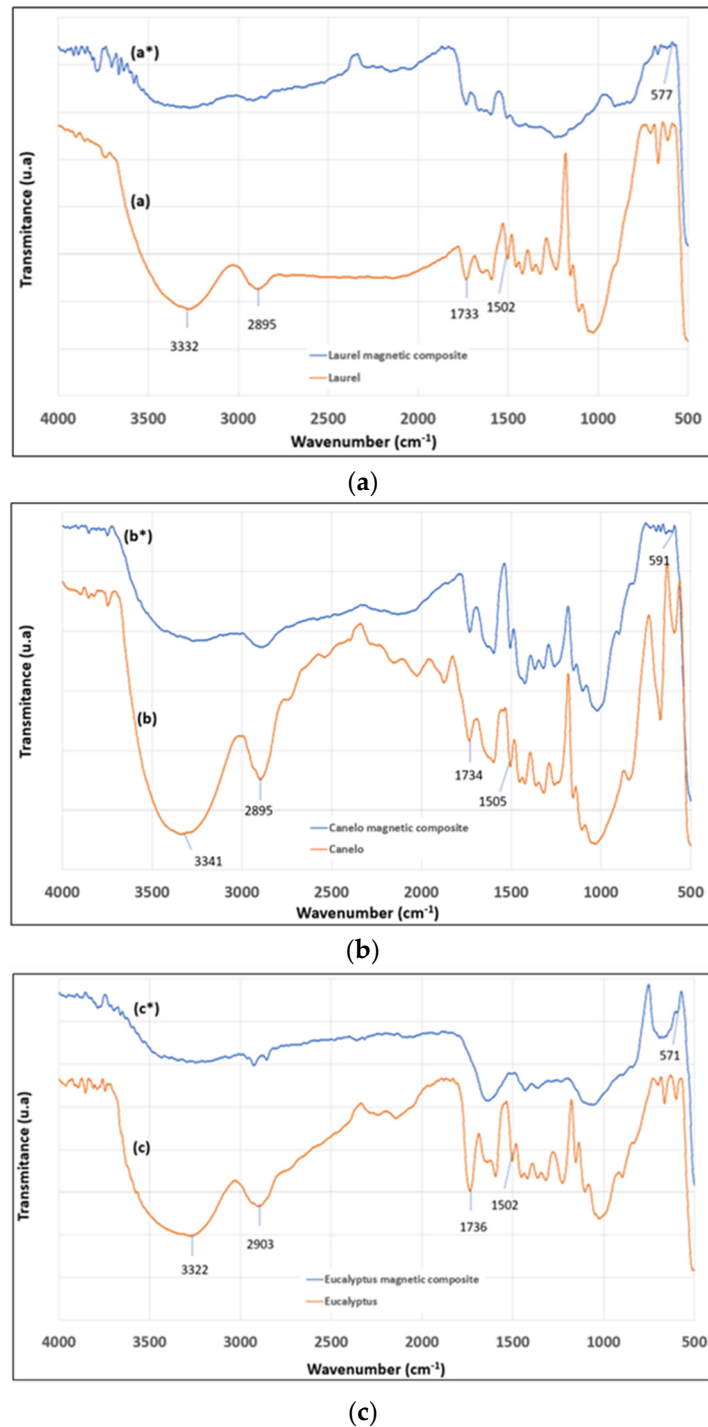 (a*)
577
(a)
Transmitance (u.a)
3332
2895
1733
1502
Laurel magnetic composite
Laurel
4000 3500 3000 2500 2000 1500 1000 500
Wavenumber (cm⁻¹)
(a)
(b*)
591
(b)
Transmitance (u.a)
3341
2895
1734
1505
Canelo magnetic composite
Canelo
4000 3500 3000 2500 2000 1500 1000 500
Wavenumber (cm⁻¹)
(b)
(c*)
571
(c)
Transmitance (u.a)
3322
2903
1736
1502
Eucalyptus magnetic composite
Eucalyptus
4000 3500 3000 2500 2000 1500 1000 500
Wavenumber (cm⁻¹)
(c)